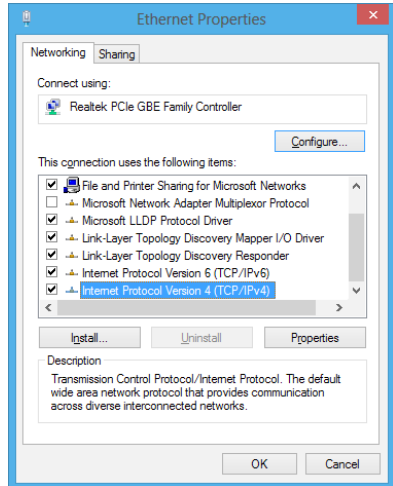 Ethernet Properties
Networking
Sharing
Connect using:
Realtek PCIe GBE Family Controller
Configure...
This connection uses the following items:
File and Printer Sharing for Microsoft Networks
Microsoft Network Adapter Multiplexor Protocol
Microsoft LLDP Protocol Driver
Link-Layer Topology Discovery Mapper I/O Driver
Link-Layer Topology Discovery Responder
Internet Protocol Version 6 (TCP/IPv6)
Internet Protocol Version 4 (TCP/IPv4)
Install...
Uninstall
Properties
Description
Transmission Control Protocol/Internet Protocol. The default
wide area network protocol that provides communication
across diverse interconnected networks.
OK
Cancel